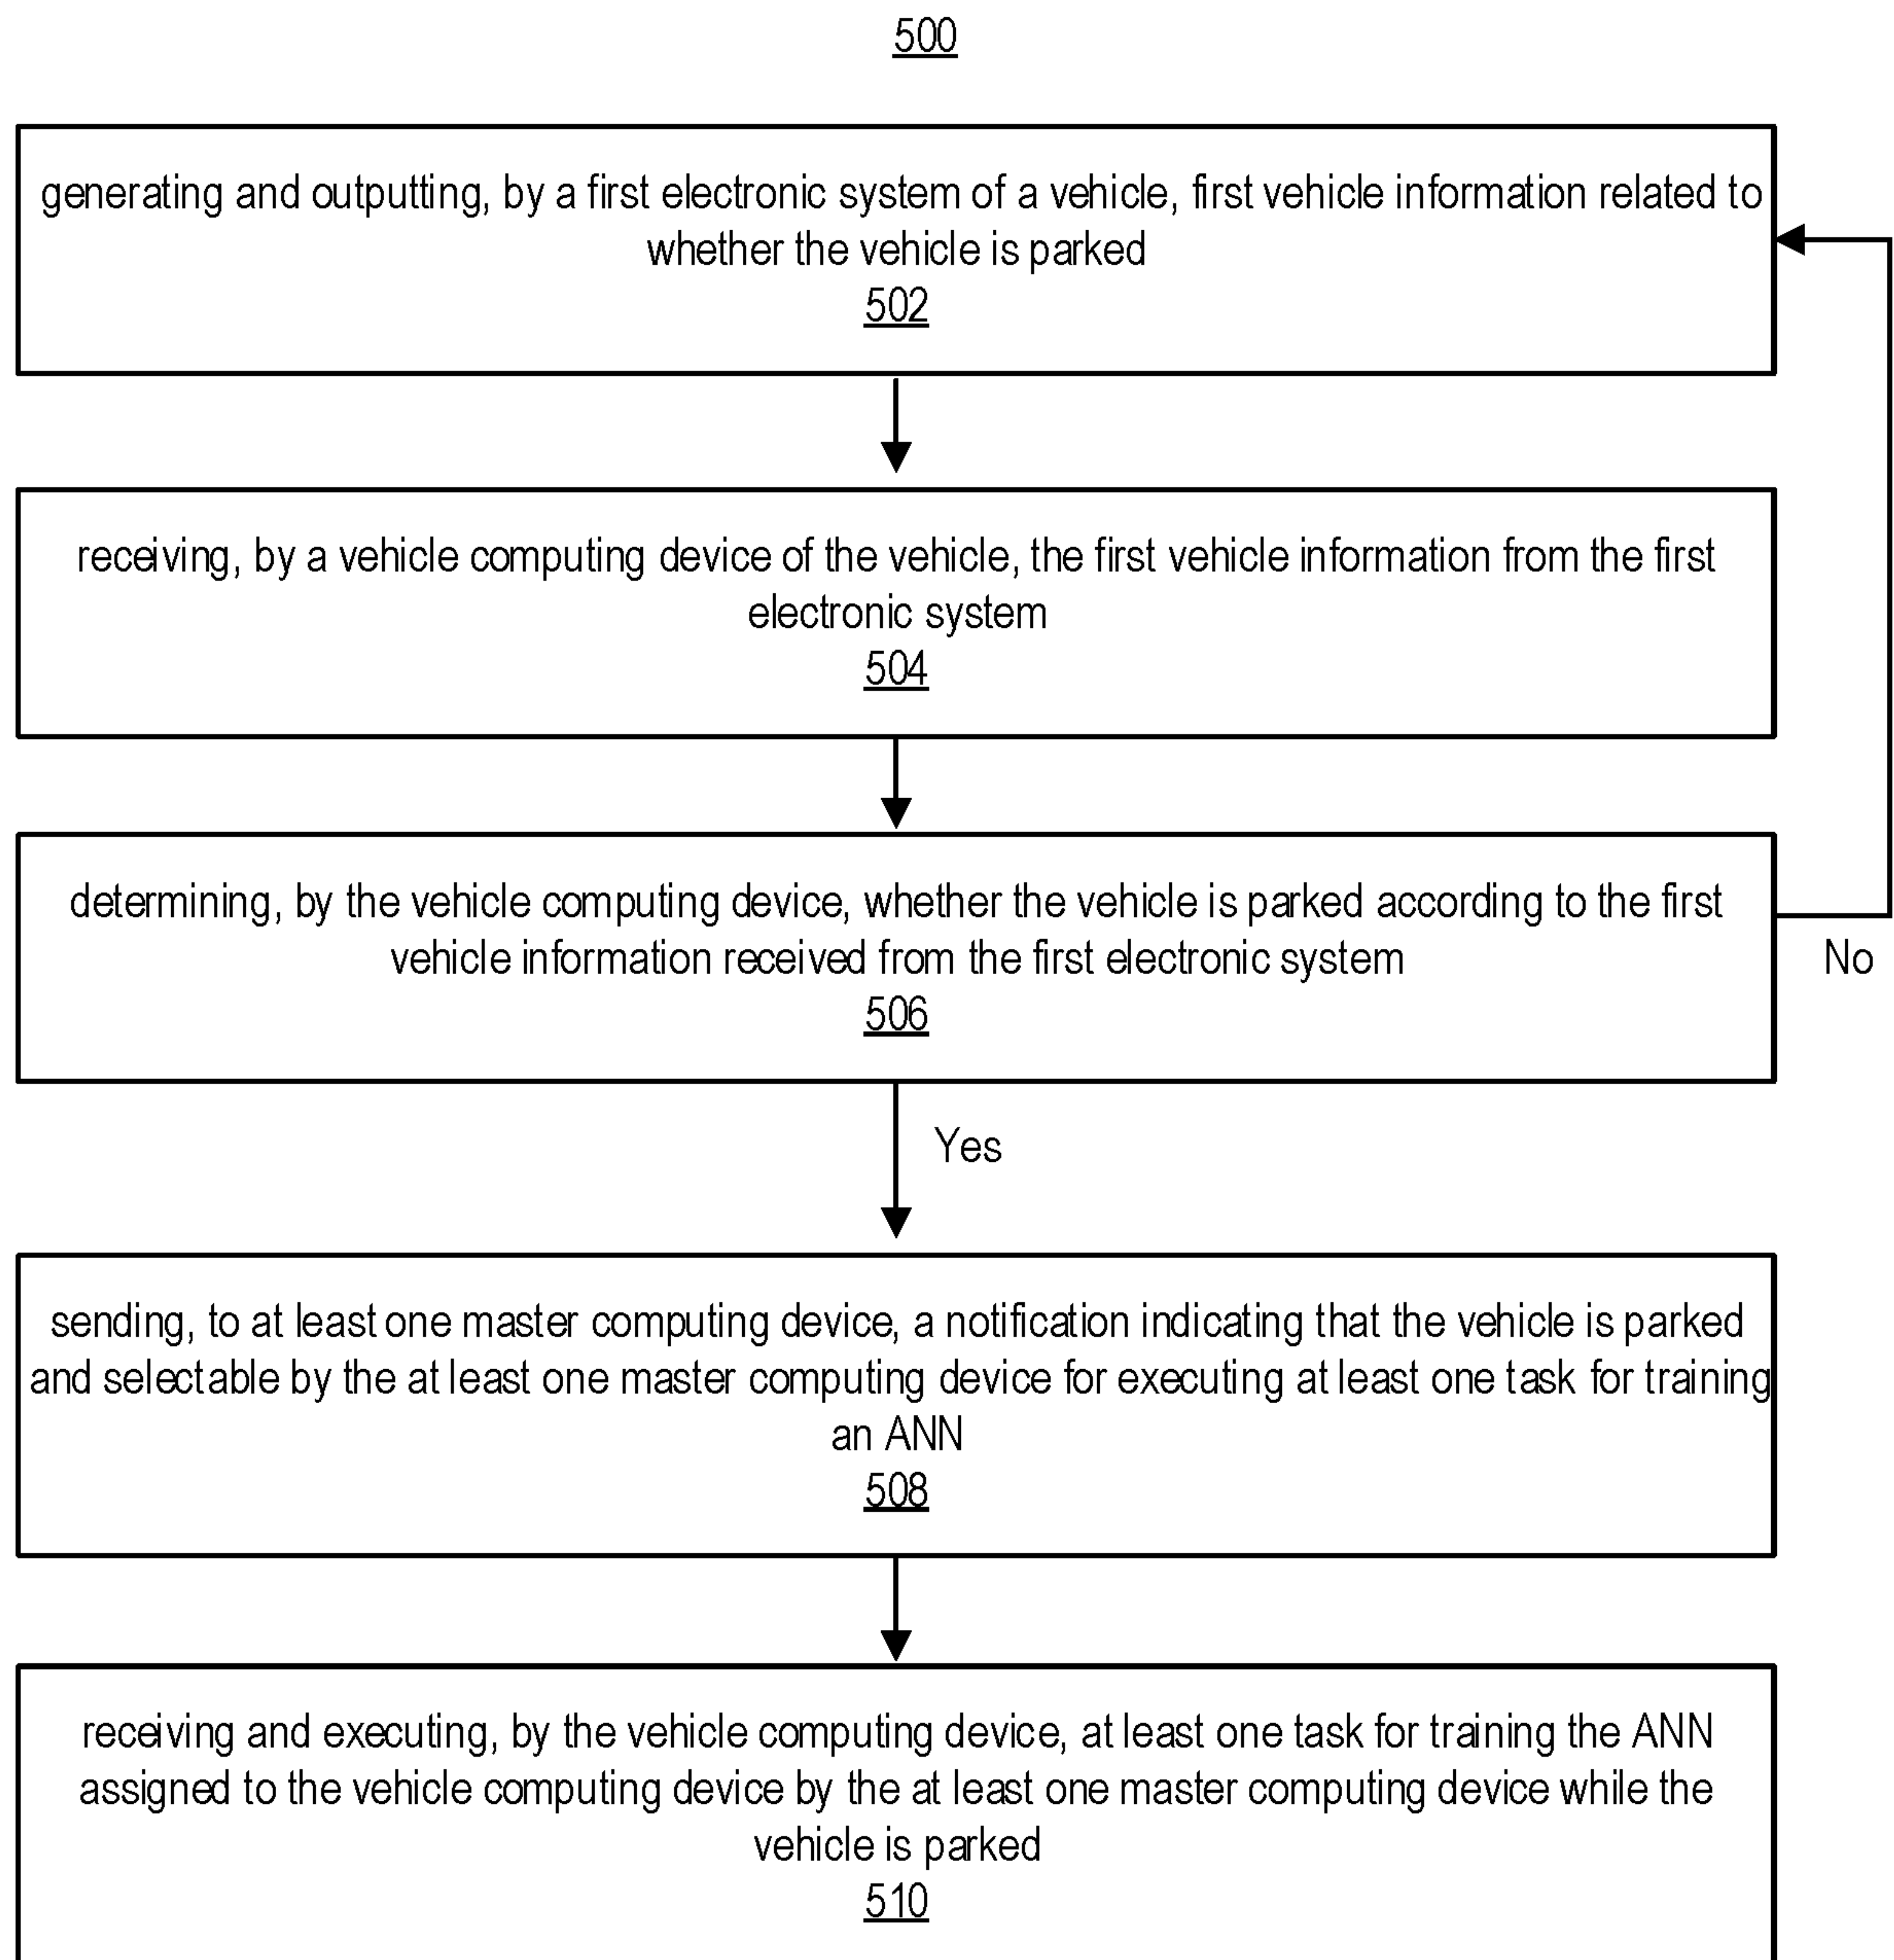 500
generating and outputting, by a first electronic system of a vehicle, first vehicle information related to
whether the vehicle is parked
502
receiving, by a vehicle computing device of the vehicle, the first vehicle information from the first
electronic system
504
determining, by the vehicle computing device, whether the vehicle is parked according to the first
vehicle information received from the first electronic system
506
No
Yes
sending, to at least one master computing device, a notification indicating that the vehicle is parked
and selectable by the at least one master computing device for executing at least one task for training
an ANN
508
receiving and executing, by the vehicle computing device, at least one task for training the ANN
assigned to the vehicle computing device by the at least one master computing device while the
vehicle is parked
510